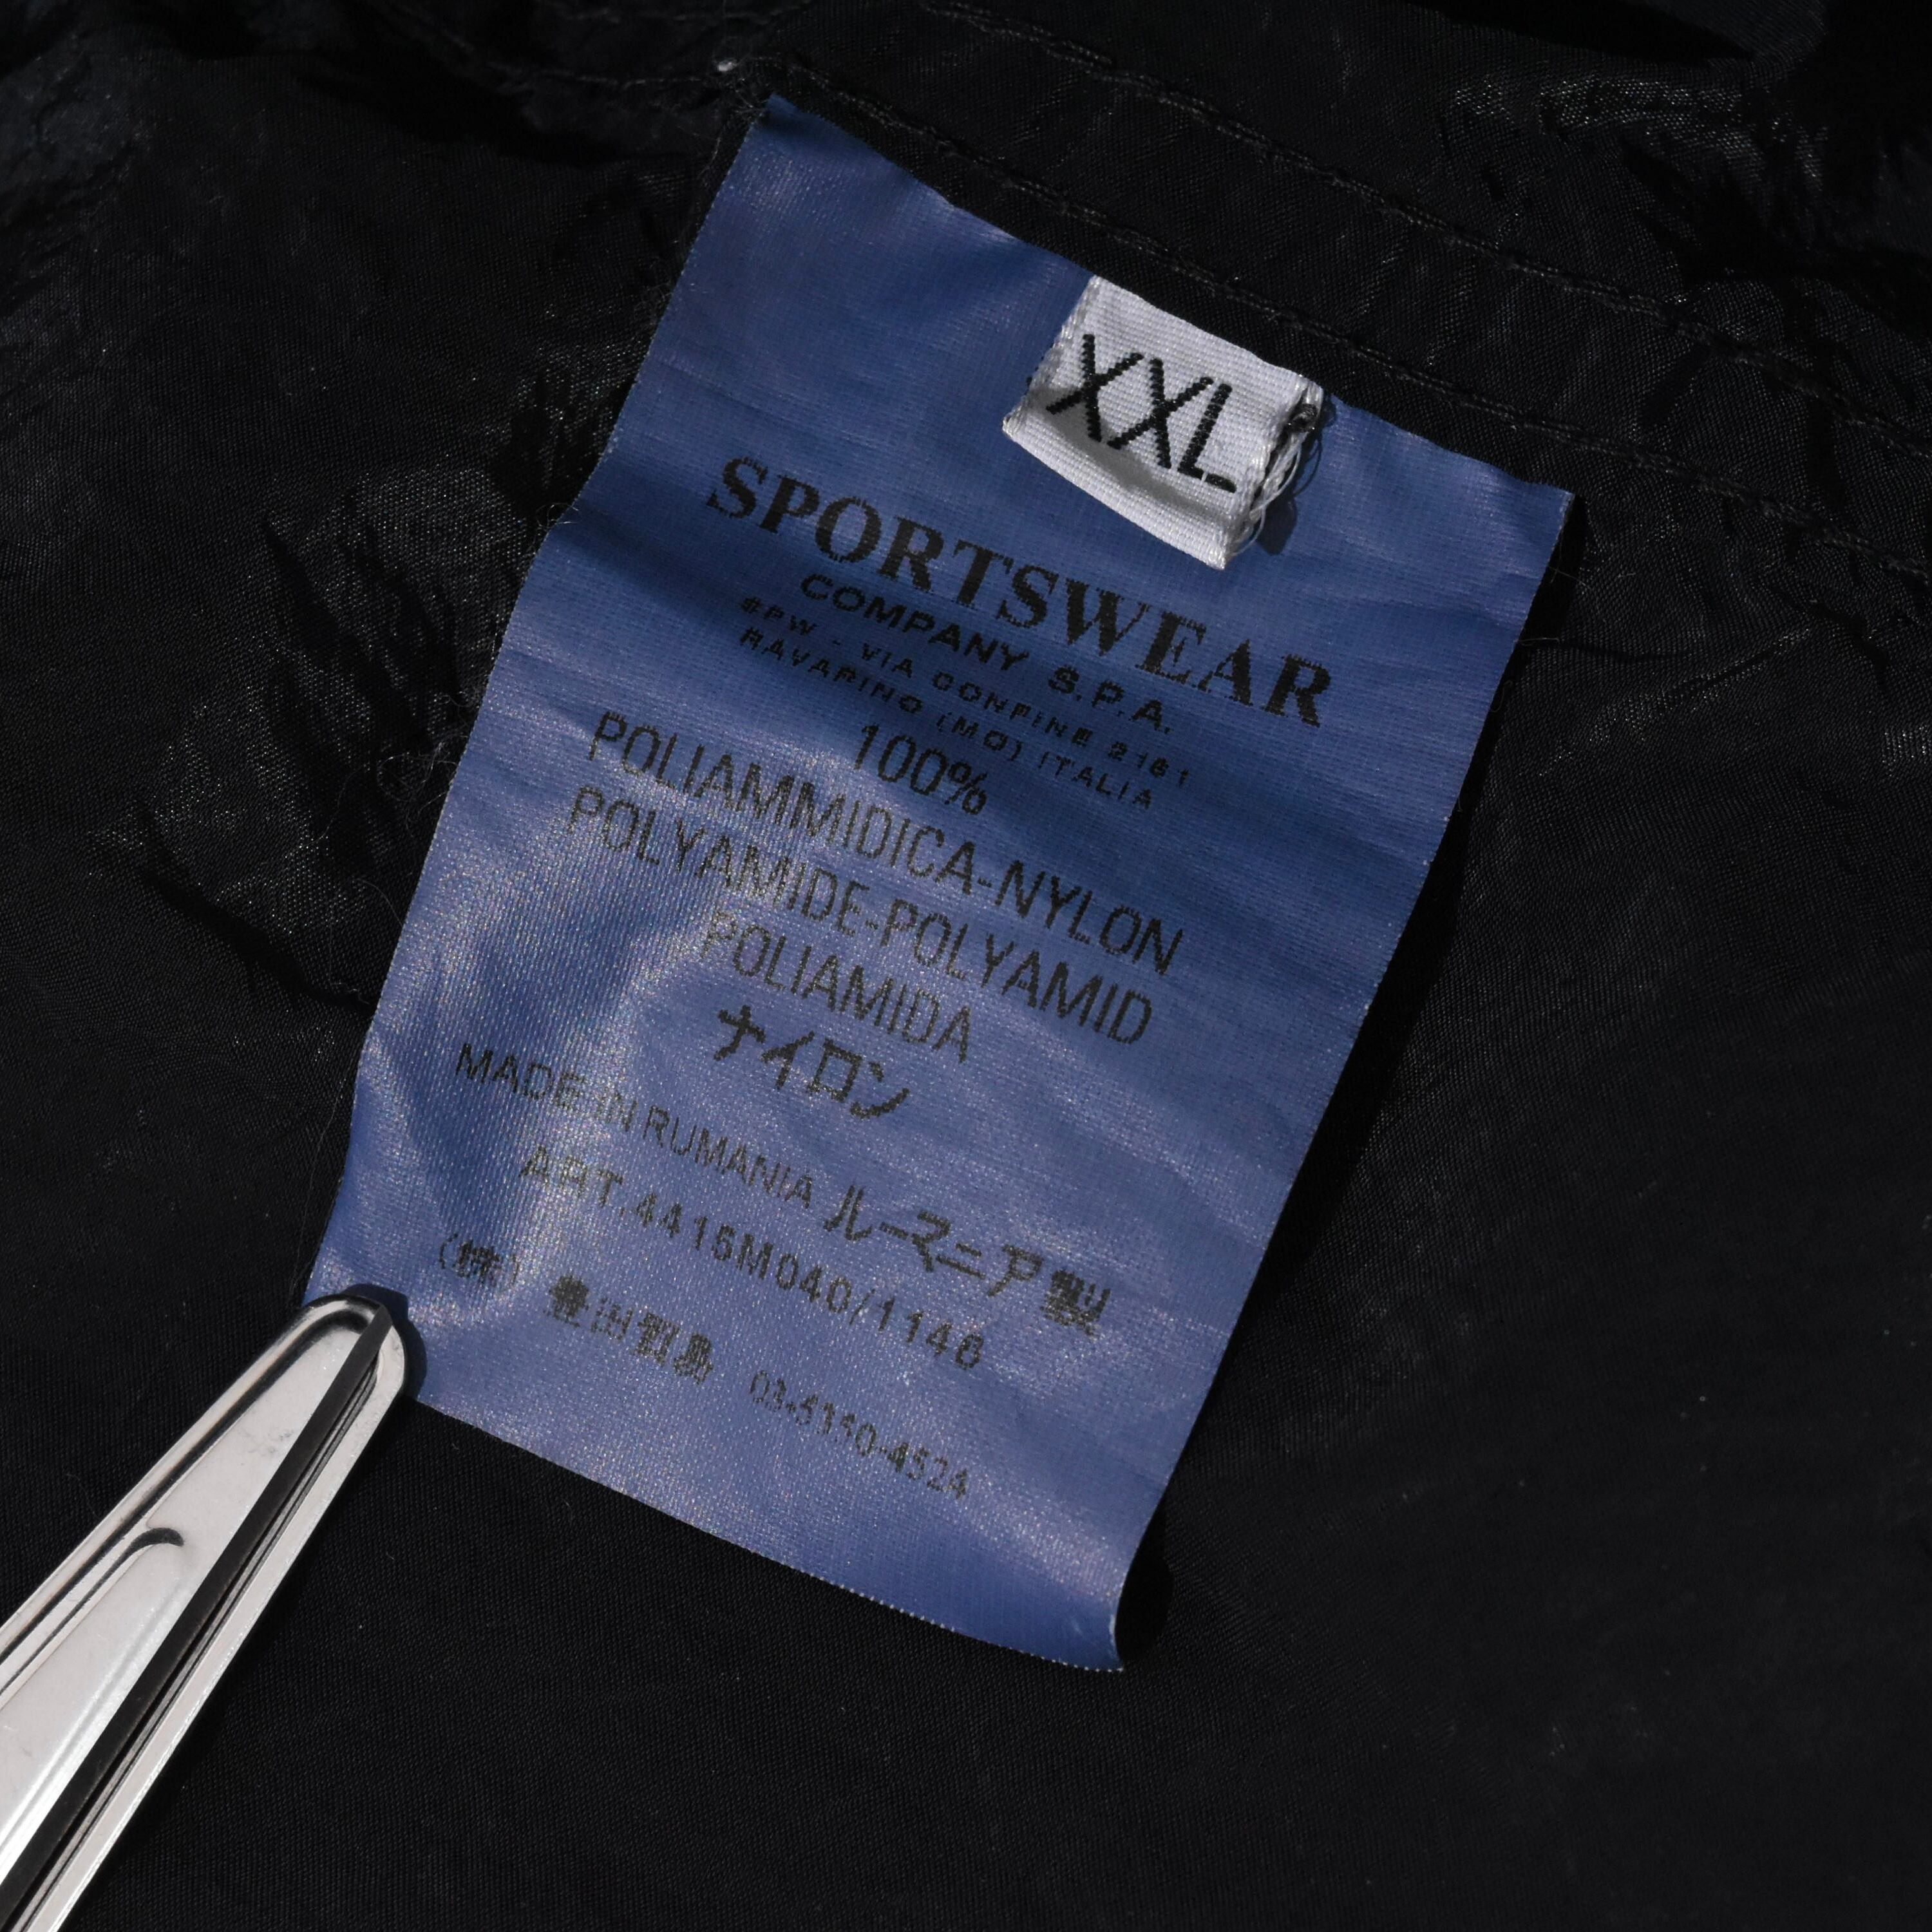 XXL
SPORTSWEAR
COMPANY S.P.A.
SPW - VIA CONFINE 2161
RAVARINO (MO) ITALIA
100%
POLIAMMIDICA-NYLON
POLYAMIDE-POLYAMID
POLIAMIDA
ナイロン
MADE IN RUMANIA ルーマニア製
ART.4415M040/1146
(株) 豊田貿易 03-5350-4524